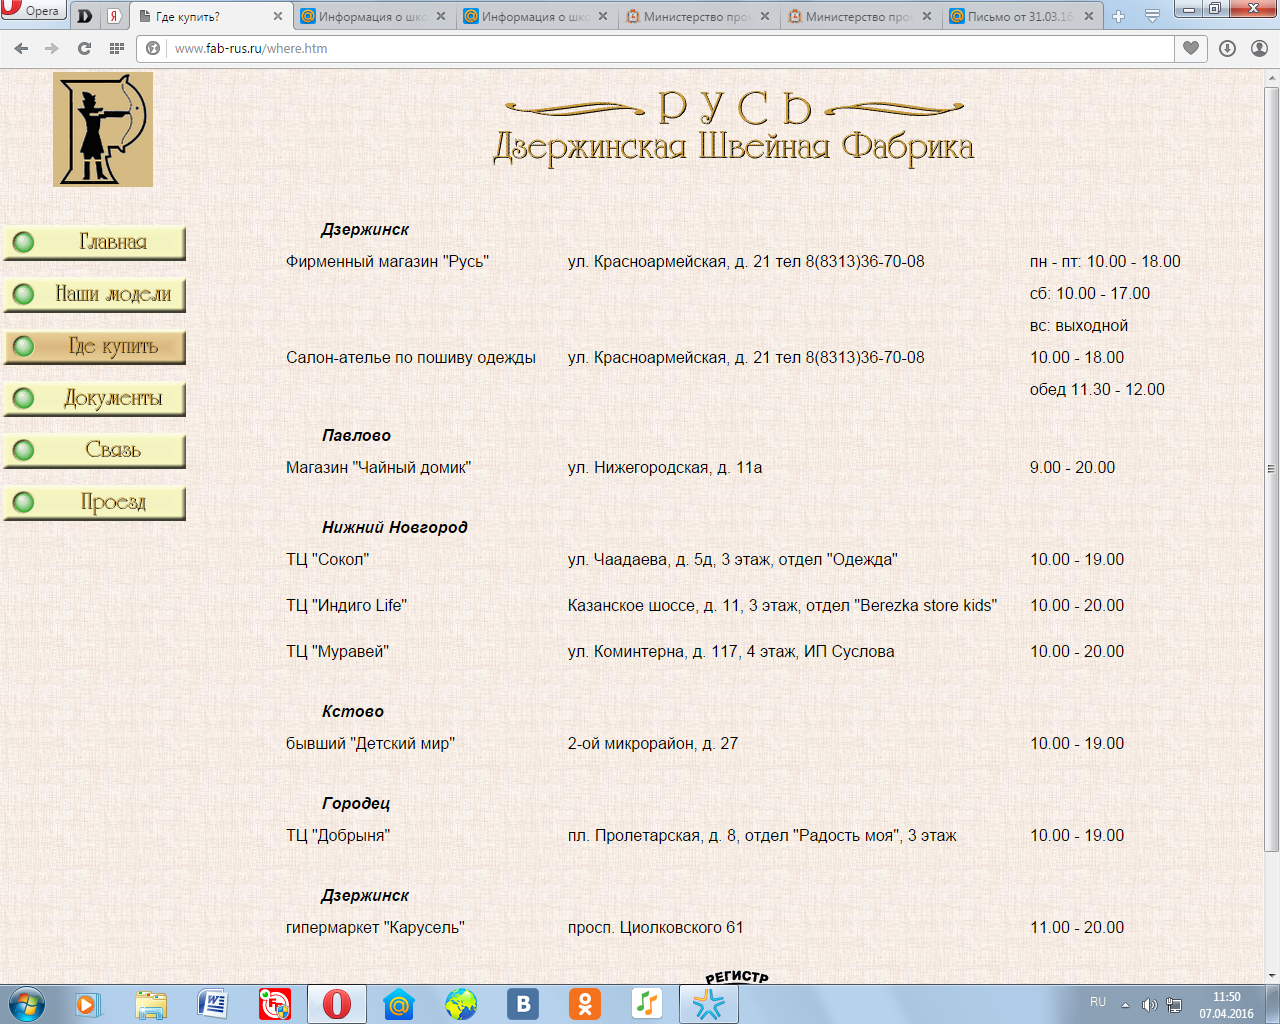 Opera
Где купить?
Информация о шко
Информация о шко
Министерство пром
Министерство пром
Письмо от 31.03.16
www.fab-rus.ru/where.htm
РУСЬ
Дзержинская Швейная Фабрика
Главная
Наши модели
Где купить
Документы
Связь
Проезд
Дзержинск
Фирменный магазин "Русь" ул. Красноармейская, д. 21 тел 8(8313)36-70-08 пн - пт: 10.00 - 18.00
сб: 10.00 - 17.00
вс: выходной
Салон-ателье по пошиву одежды ул. Красноармейская, д. 21 тел 8(8313)36-70-08 10.00 - 18.00
обед 11.30 - 12.00
Павлово
Магазин "Чайный домик" ул. Нижегородская, д. 11а 9.00 - 20.00
Нижний Новгород
ТЦ "Сокол" ул. Чаадаева, д. 5д, 3 этаж, отдел "Одежда" 10.00 - 19.00
ТЦ "Индиго Life" Казанское шоссе, д. 11, 3 этаж, отдел "Berezka store kids" 10.00 - 20.00
ТЦ "Муравей" ул. Коминтерна, д. 117, 4 этаж, ИП Суслова 10.00 - 20.00
Кстово
бывший "Детский мир" 2-ой микрорайон, д. 27 10.00 - 19.00
Городец
ТЦ "Добрыня" пл. Пролетарская, д. 8, отдел "Радость моя", 3 этаж 10.00 - 19.00
Дзержинск
гипермаркет "Карусель" просп. Циолковского 61 11.00 - 20.00
РЕГИСТР
RU
11:50
07.04.2016